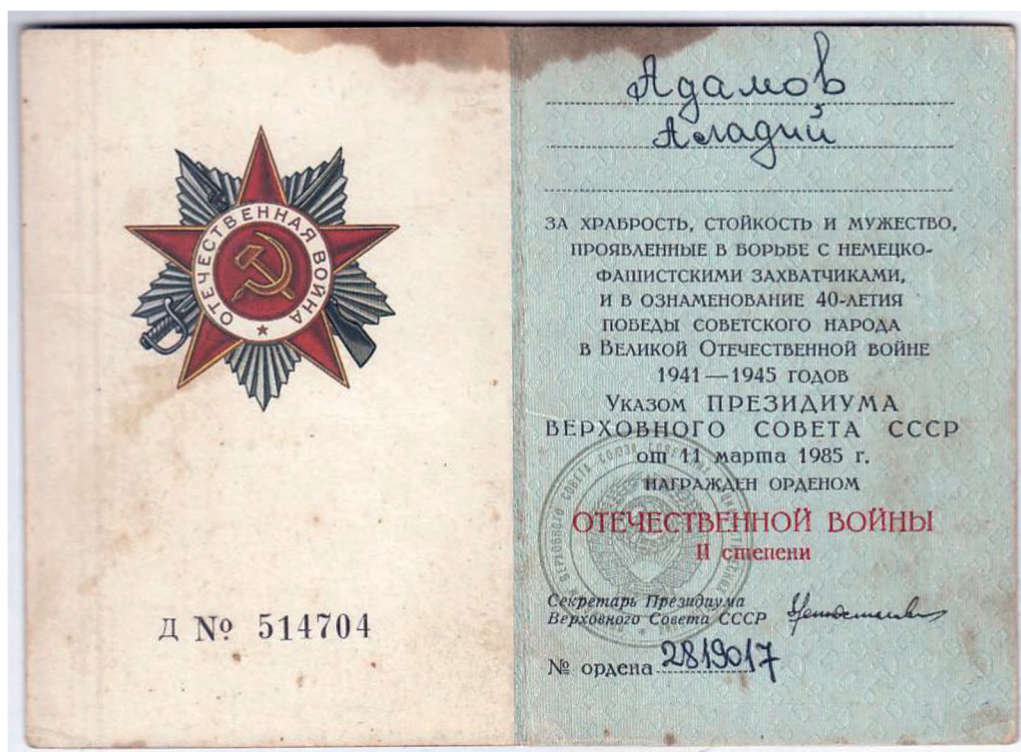 ОТЕЧЕСТВЕННАЯ ВОЙНА
Д № 514704
Адамов
Аладий
ЗА ХРАБРОСТЬ, СТОЙКОСТЬ И МУЖЕСТВО,
ПРОЯВЛЕННЫЕ В БОРЬБЕ С НЕМЕЦКО-
ФАШИСТСКИМИ ЗАХВАТЧИКАМИ,
И В ОЗНАМЕНОВАНИЕ 40-ЛЕТИЯ
ПОБЕДЫ СОВЕТСКОГО НАРОДА
В ВЕЛИКОЙ ОТЕЧЕСТВЕННОЙ ВОЙНЕ
1941—1945 ГОДОВ
УКАЗОМ ПРЕЗИДИУМА
ВЕРХОВНОГО СОВЕТА СССР
от 11 марта 1985 г.
НАГРАЖДЕН ОРДЕНОМ
ОТЕЧЕСТВЕННОЙ ВОЙНЫ
II степени
Секретарь Президиума
Верховного Совета СССР
№ ордена 2819017